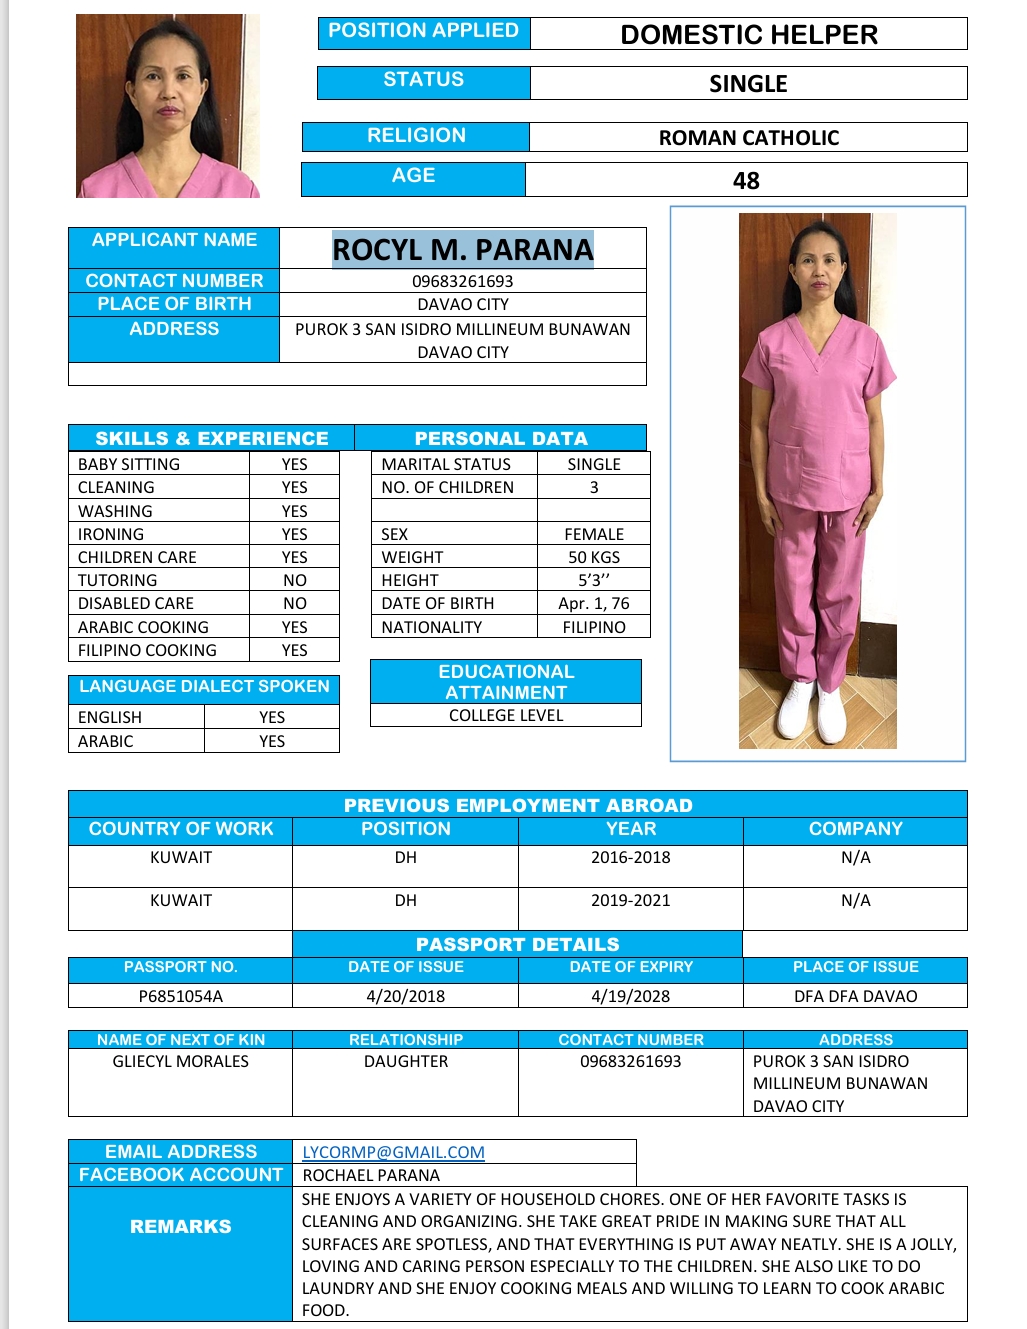 POSITION APPLIED DOMESTIC HELPER
STATUS SINGLE
RELIGION ROMAN CATHOLIC
AGE 48
APPLICANT NAME ROCYL M. PARANA
CONTACT NUMBER 09683261693
PLACE OF BIRTH DAVAO CITY
ADDRESS PUROK 3 SAN ISIDRO MILLINEUM BUNAWAN
DAVAO CITY
SKILLS & EXPERIENCE
BABY SITTING YES
CLEANING YES
WASHING YES
IRONING YES
CHILDREN CARE YES
TUTORING NO
DISABLED CARE NO
ARABIC COOKING YES
FILIPINO COOKING YES
LANGUAGE DIALECT SPOKEN
ENGLISH YES
ARABIC YES
PERSONAL DATA
MARITAL STATUS SINGLE
NO. OF CHILDREN 3
SEX FEMALE
WEIGHT 50 KGS
HEIGHT 5’3’’
DATE OF BIRTH Apr. 1, 76
NATIONALITY FILIPINO
EDUCATIONAL
ATTAINMENT
COLLEGE LEVEL
PREVIOUS EMPLOYMENT ABROAD
COUNTRY OF WORK POSITION YEAR COMPANY
KUWAIT DH 2016-2018 N/A
KUWAIT DH 2019-2021 N/A
PASSPORT DETAILS
PASSPORT NO. DATE OF ISSUE DATE OF EXPIRY PLACE OF ISSUE
P6851054A 4/20/2018 4/19/2028 DFA DFA DAVAO
NAME OF NEXT OF KIN RELATIONSHIP CONTACT NUMBER ADDRESS
GLIECYL MORALES DAUGHTER 09683261693 PUROK 3 SAN ISIDRO
MILLINEUM BUNAWAN
DAVAO CITY
EMAIL ADDRESS LYCORMP@GMAIL.COM
FACEBOOK ACCOUNT ROCHAEL PARANA
REMARKS
SHE ENJOYS A VARIETY OF HOUSEHOLD CHORES. ONE OF HER FAVORITE TASKS IS
CLEANING AND ORGANIZING. SHE TAKE GREAT PRIDE IN MAKING SURE THAT ALL
SURFACES ARE SPOTLESS, AND THAT EVERYTHING IS PUT AWAY NEATLY. SHE IS A JOLLY,
LOVING AND CARING PERSON ESPECIALLY TO THE CHILDREN. SHE ALSO LIKE TO DO
LAUNDRY AND SHE ENJOY COOKING MEALS AND WILLING TO LEARN TO COOK ARABIC
FOOD.